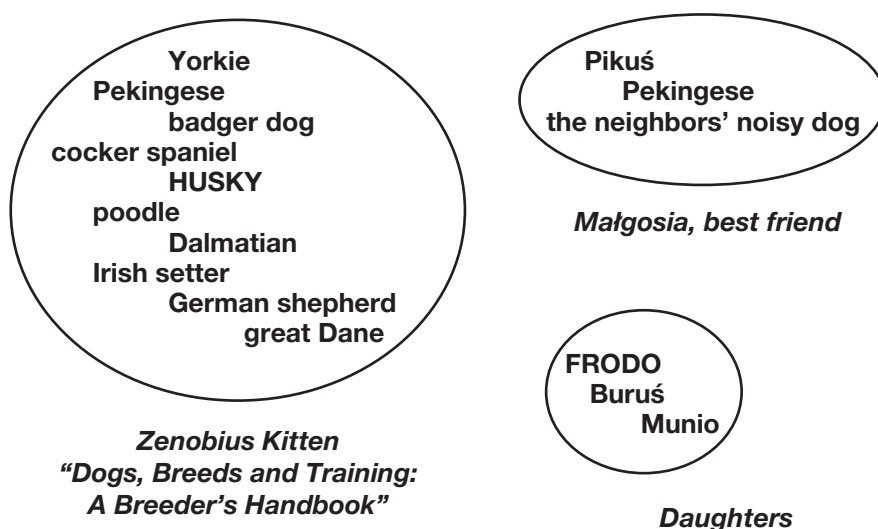 Yorkie
Pekingese
badger dog
cocker spaniel
HUSKY
poodle
Dalmatian
Irish setter
German shepherd
great Dane
Zenobius Kitten
“Dogs, Breeds and Training:
A Breeder’s Handbook”
Pikuś
Pekingese
the neighbors’ noisy dog
Małgosia, best friend
FRODO
Buruś
Munio
Daughters